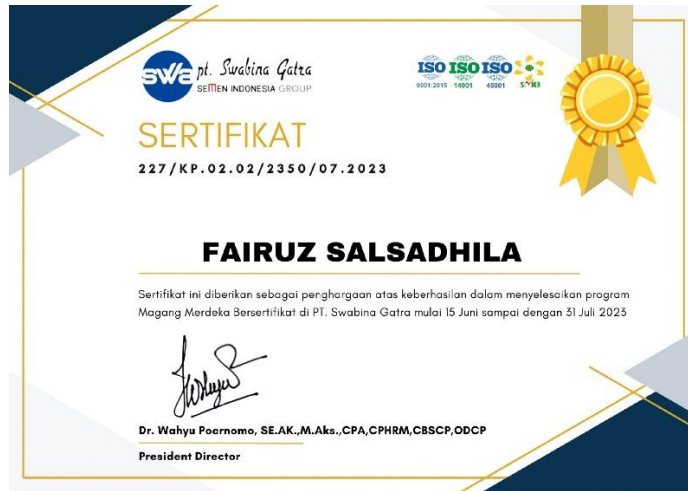 swa pt. Swabina Gatra
SEMEN INDONESIA GROUP
ISO ISO ISO
9001:2015 14001 45001 SMK3
SERTIFIKAT
227/KP.02.02/2350/07.2023
FAIRUZ SALSADHILA
Sertifikat ini diberikan sebagai penghargaan atas keberhasilan dalam menyelesaikan program
Magang Merdeka Bersertifikat di PT. Swabina Gatra mulai 15 Juni sampai dengan 31 Juli 2023
Dr. Wahyu Poernomo, SE.AK.,M.Aks.,CPA,CPHRM,CBSCP,ODCP
President Director